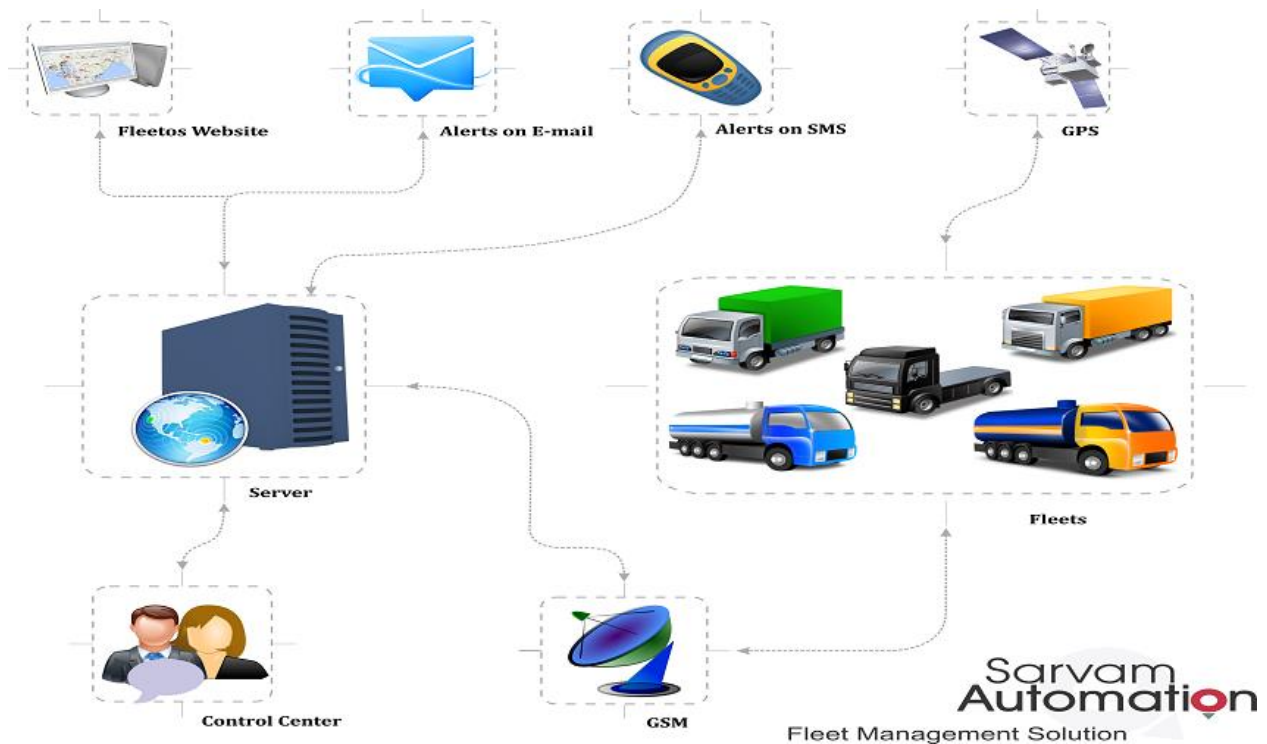 Fleetos Website
Alerts on E-mail
Alerts on SMS
GPS
Server
Fleets
Control Center
GSM
Sarvam
Automation
Fleet Management Solution